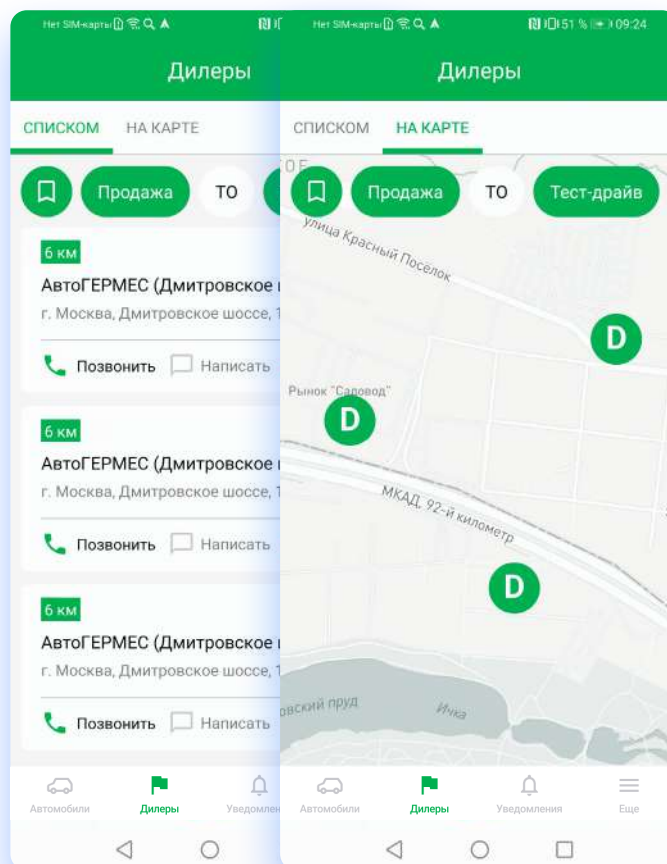 Нет SIM-карты
Дилеры
СПИСКОМ НА КАРТЕ
Продажа ТО
6 км
АвтоГЕРМЕС (Дмитровское
г. Москва, Дмитровское шоссе, 1
Позвонить Написать
6 км
АвтоГЕРМЕС (Дмитровское
г. Москва, Дмитровское шоссе, 1
Позвонить Написать
6 км
АвтоГЕРМЕС (Дмитровское
г. Москва, Дмитровское шоссе, 1
Позвонить Написать
Автомобили Дилеры Уведомлен
Нет SIM-карты 51 % 09:24
Дилеры
СПИСКОМ НА КАРТЕ
ОЕ
Продажа ТО Тест-драйв
улица Красный Посёлок
D
Рынок "Садовод"
D
МКАД, 92-й километр
D
овский пруд
Ичка
Автомобили Дилеры Уведомления Еще